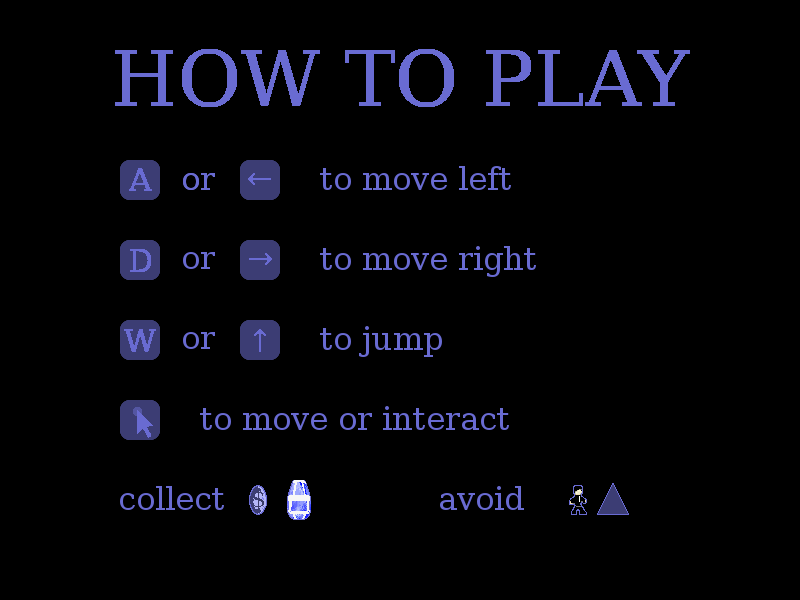 HOW TO PLAY
A or ← to move left
D or → to move right
W or ↑ to jump
to move or interact
collect $ avoid